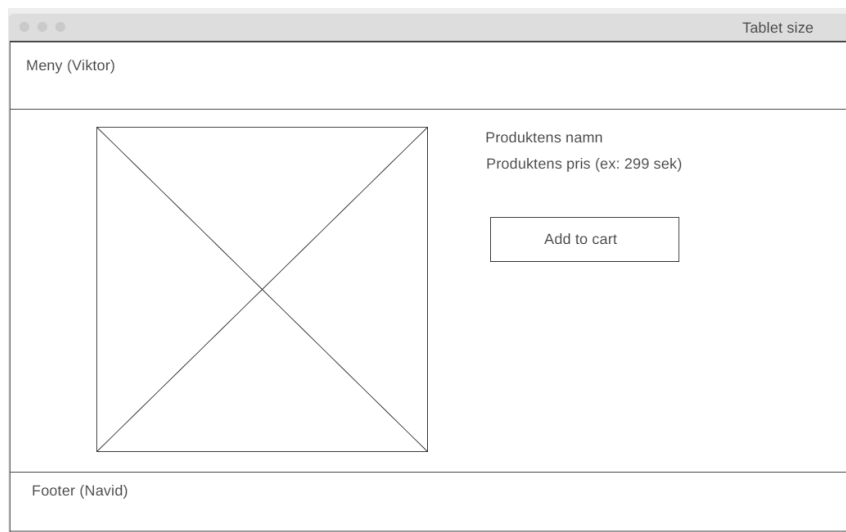 Tablet size
Meny (Viktor)
Produktens namn
Produktens pris (ex: 299 sek)
Add to cart
Footer (Navid)